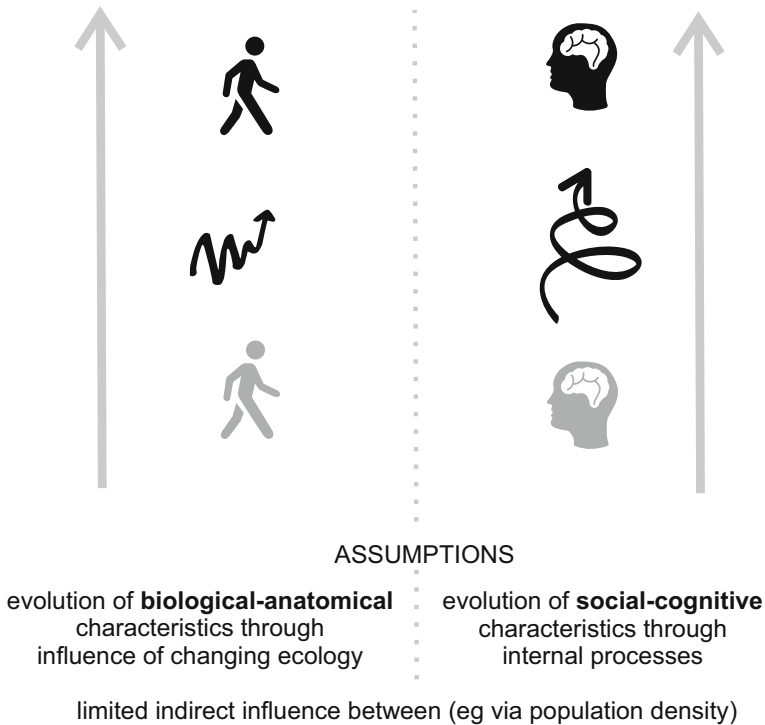 ASSUMPTIONS
evolution of biological-anatomical
characteristics through
influence of changing ecology
evolution of social-cognitive
characteristics through
internal processes
limited indirect influence between (eg via population density)